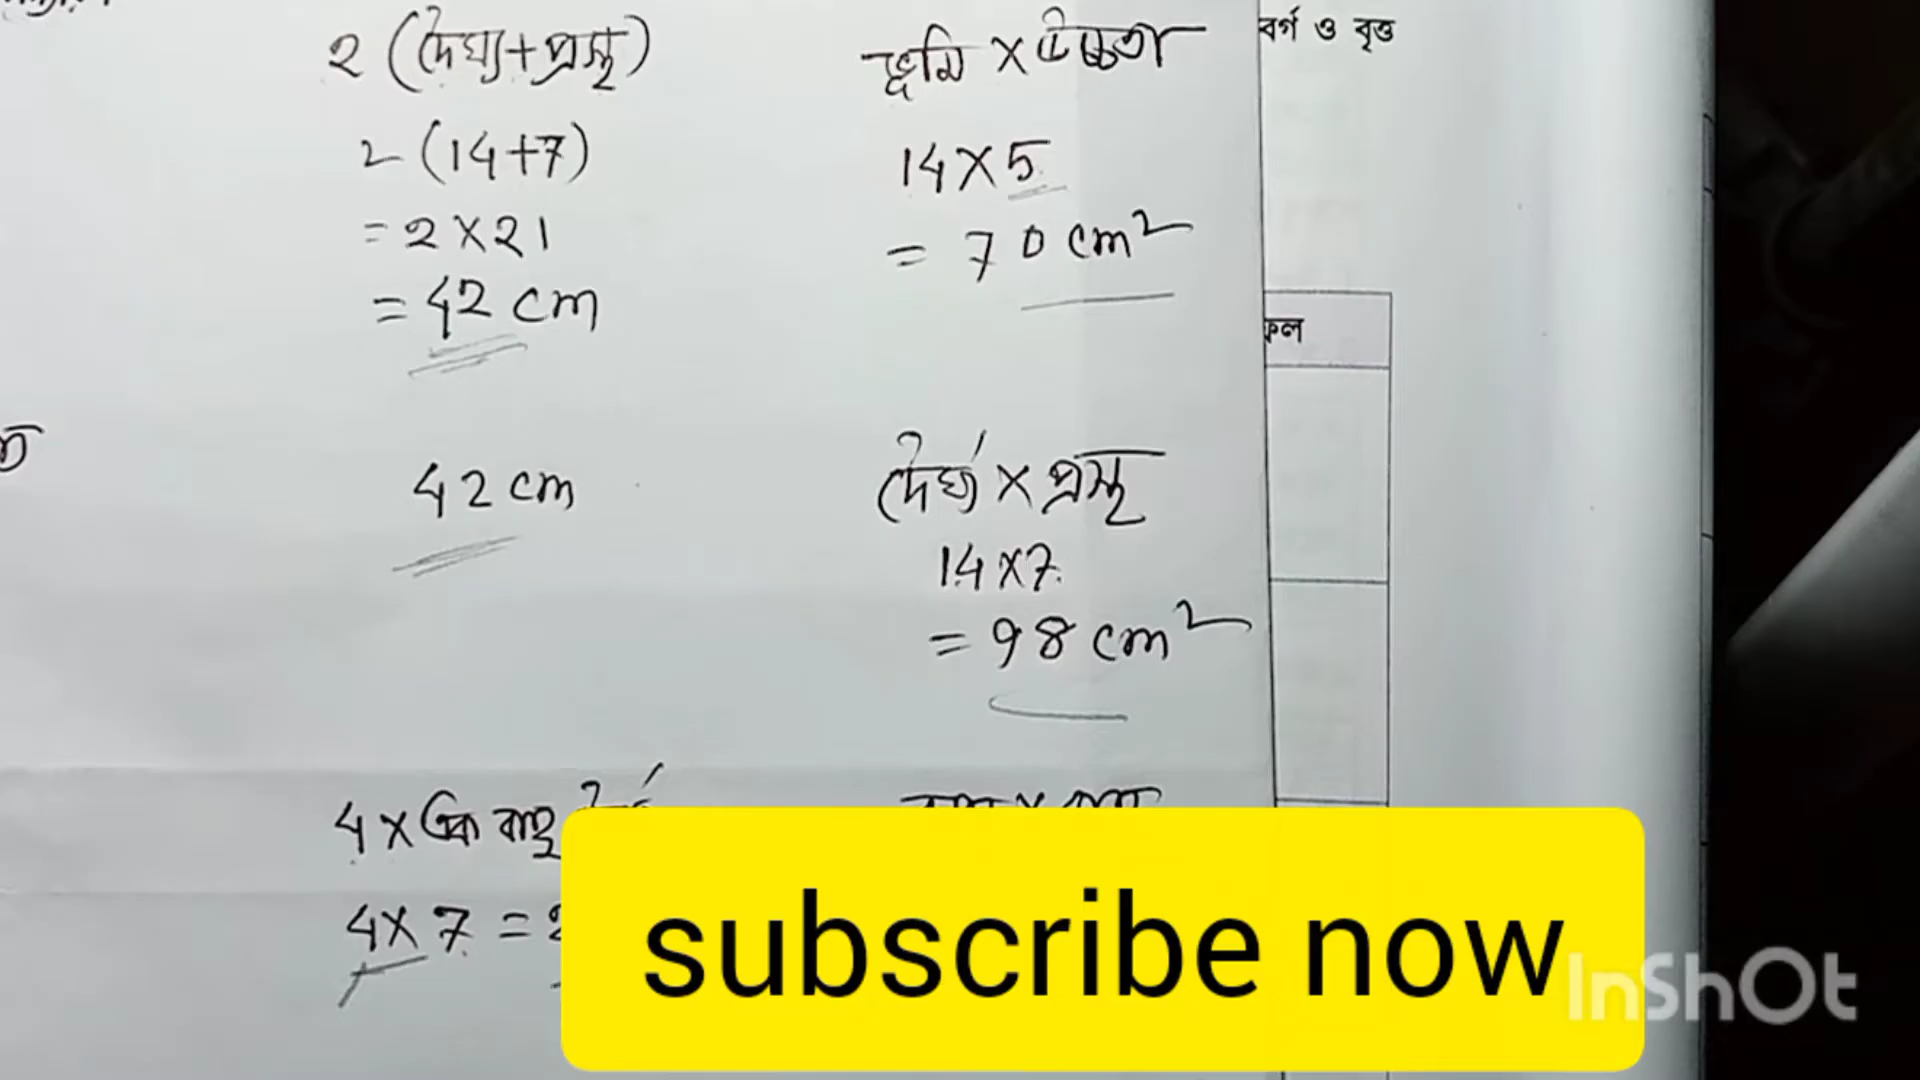 2 (দৈঘ্য+প্রস্থ)
2 (14+7)
= 2 × 21
= 42 cm
ভূমি × উচ্চতা
14 × 5
= 70 cm²
বর্গ ও বৃত্ত
ফল
42 cm
দৈর্ঘ্য × প্রস্থ
14 × 7
= 98 cm²
4 × এক বাহু
4 × 7 =
subscribe now
InShOt